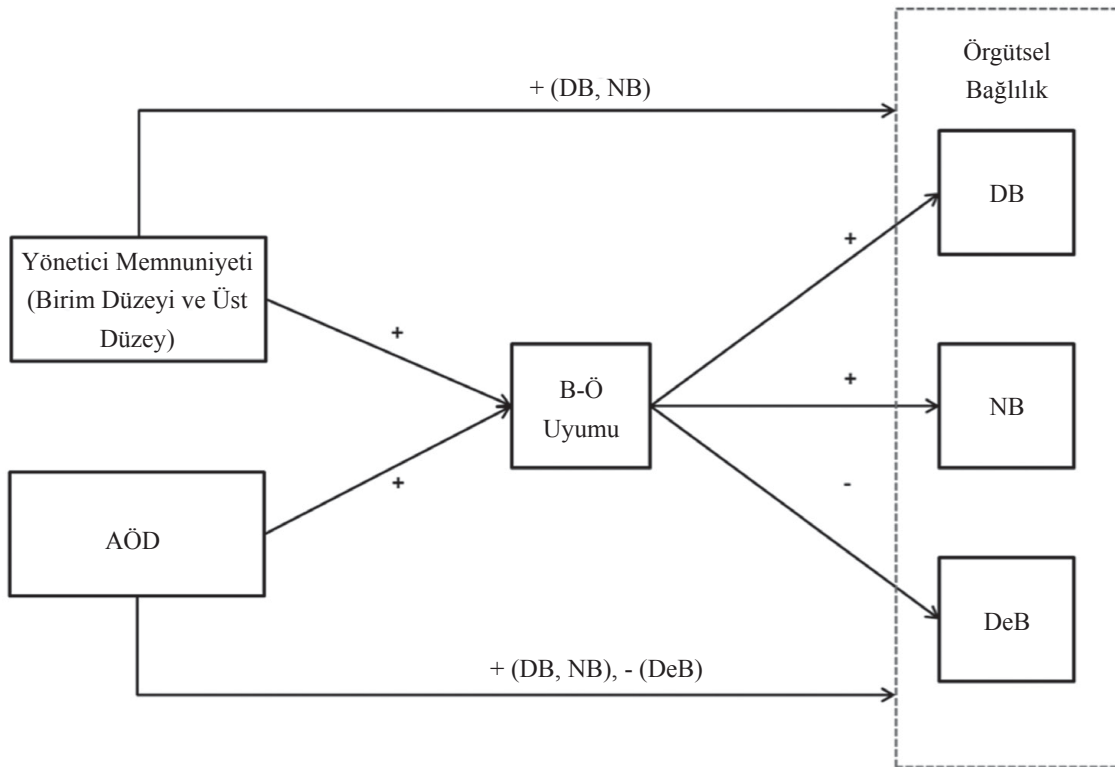 Örgütsel
Bağlılık
+ (DB, NB)
DB
+
Yönetici Memnuniyeti
(Birim Düzeyi ve Üst
Düzey)
+
B-Ö
Uyumu
+
NB
+
-
AÖD
DeB
+ (DB, NB), - (DeB)